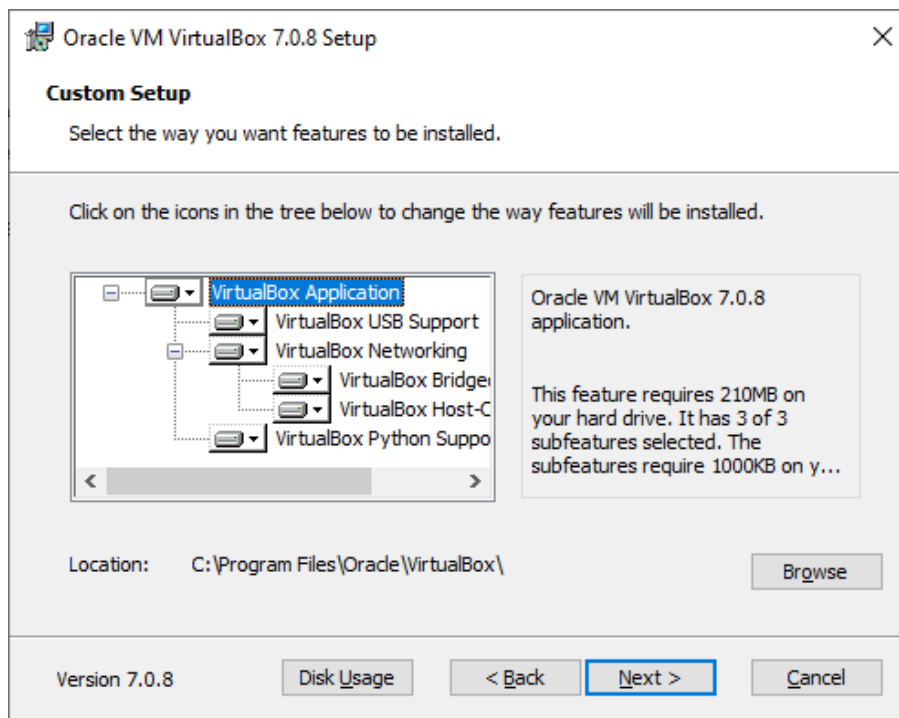 Oracle VM VirtualBox 7.0.8 Setup
Custom Setup
Select the way you want features to be installed.
Click on the icons in the tree below to change the way features will be installed.
VirtualBox Application
VirtualBox USB Support
VirtualBox Networking
VirtualBox Bridge
VirtualBox Host-C
VirtualBox Python Suppo
Oracle VM VirtualBox 7.0.8
application.
This feature requires 210MB on
your hard drive. It has 3 of 3
subfeatures selected. The
subfeatures require 1000KB on y...
Location: C:\Program Files\Oracle\VirtualBox\
Browse
Version 7.0.8
Disk Usage
< Back
Next >
Cancel